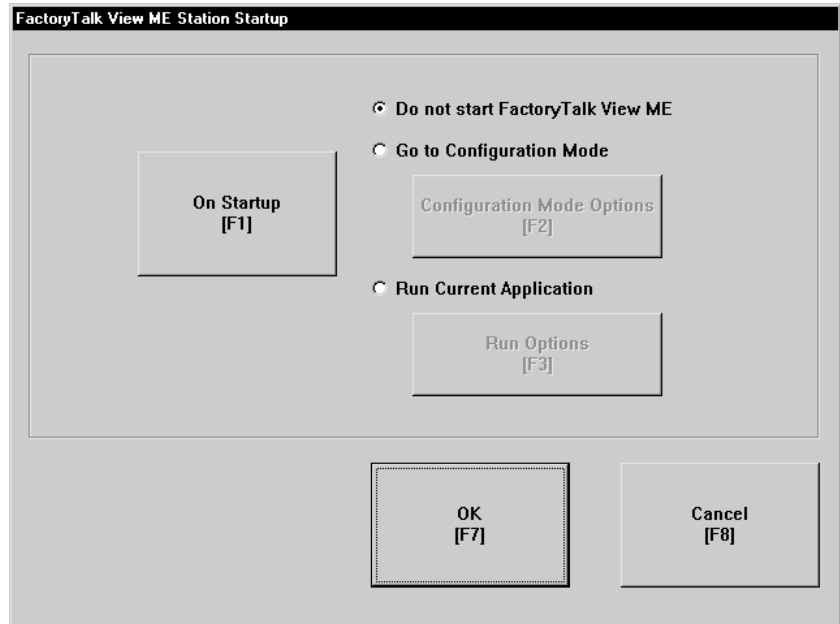 FactoryTalk View ME Station Startup
Do not start FactoryTalk View ME
Go to Configuration Mode
On Startup
[F1]
Configuration Mode Options
[F2]
Run Current Application
Run Options
[F3]
OK
[F7]
Cancel
[F8]